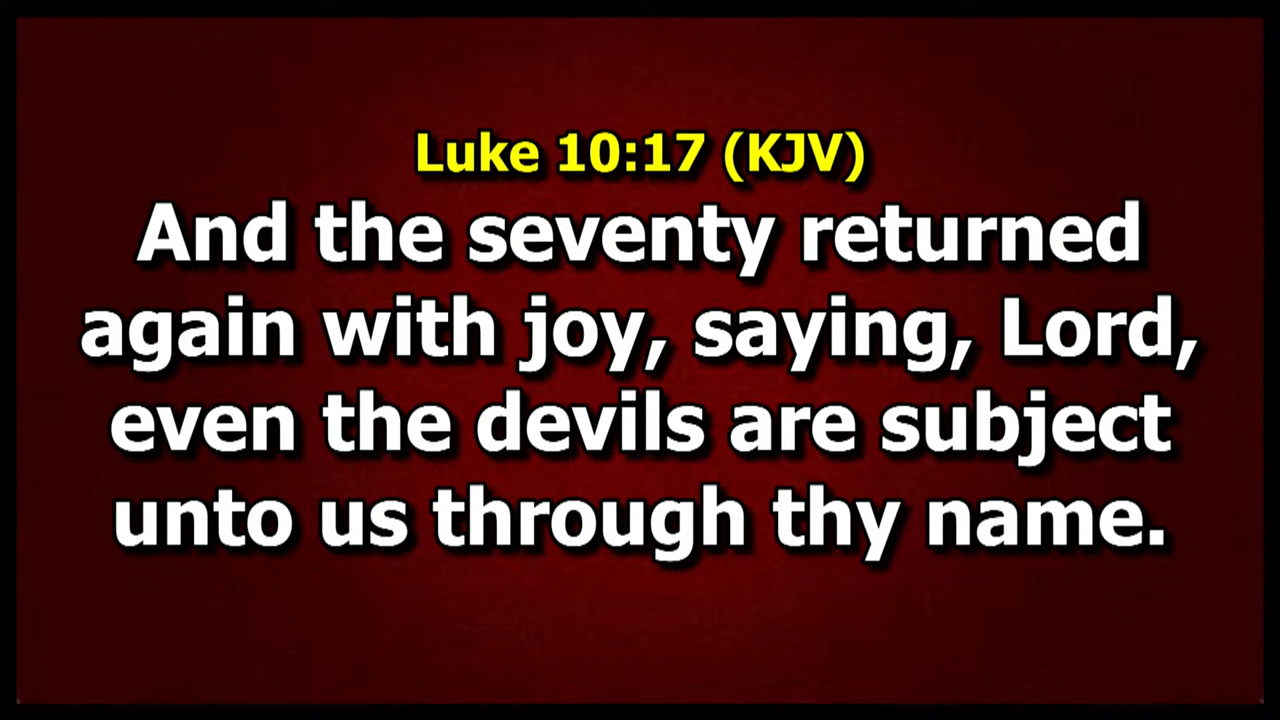 Luke 10:17 (KJV)
And the seventy returned
again with joy, saying, Lord,
even the devils are subject
unto us through thy name.